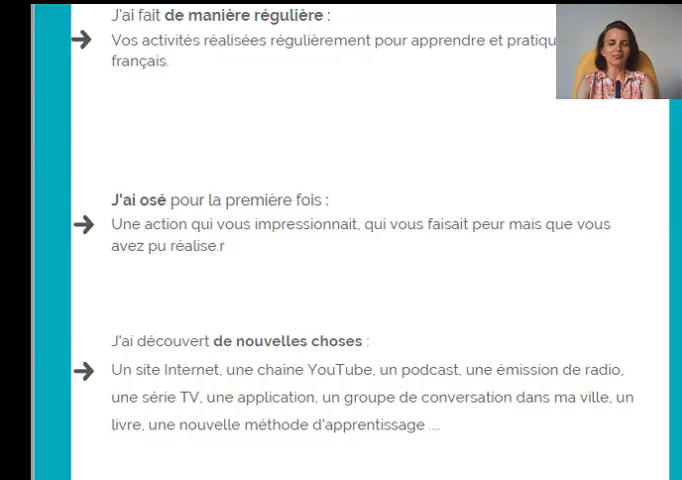 J'ai fait de manière régulière :
Vos activités réalisées régulièrement pour apprendre et
français.
J'ai osé pour la première fois :
Une action qui vous impressionnait, qui vous faisait peur mais que vous
avez pu réalise.r
J'ai découvert de nouvelles choses :
Un site Internet, une chaine YouTube, un podcast, une émission de radio,
une série TV, une application, un groupe de conversation dans ma ville, un
livre, une nouvelle méthode d'apprentissage ....